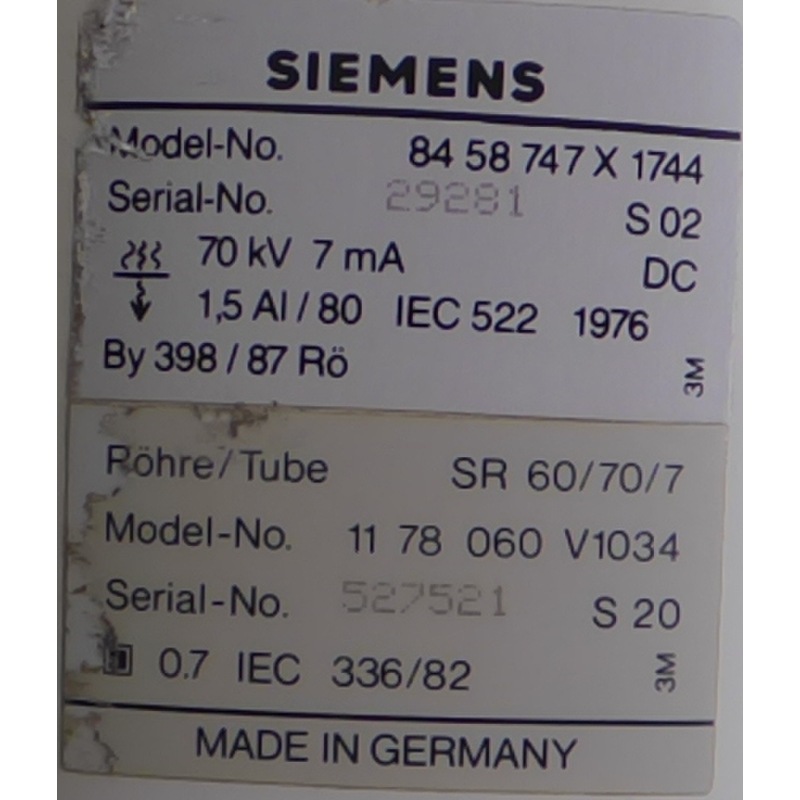 SIEMENS
Model-No. 84 58 747 X 1744
Serial-No. 29281 S 02
70 kV 7 mA DC
1,5 Al / 80 IEC 522 1976
By 398 / 87 Rö
3M
Röhre/Tube SR 60/70/7
Model-No. 11 78 060 V1034
Serial-No. 527521 S 20
0.7 IEC 336/82
3M
MADE IN GERMANY